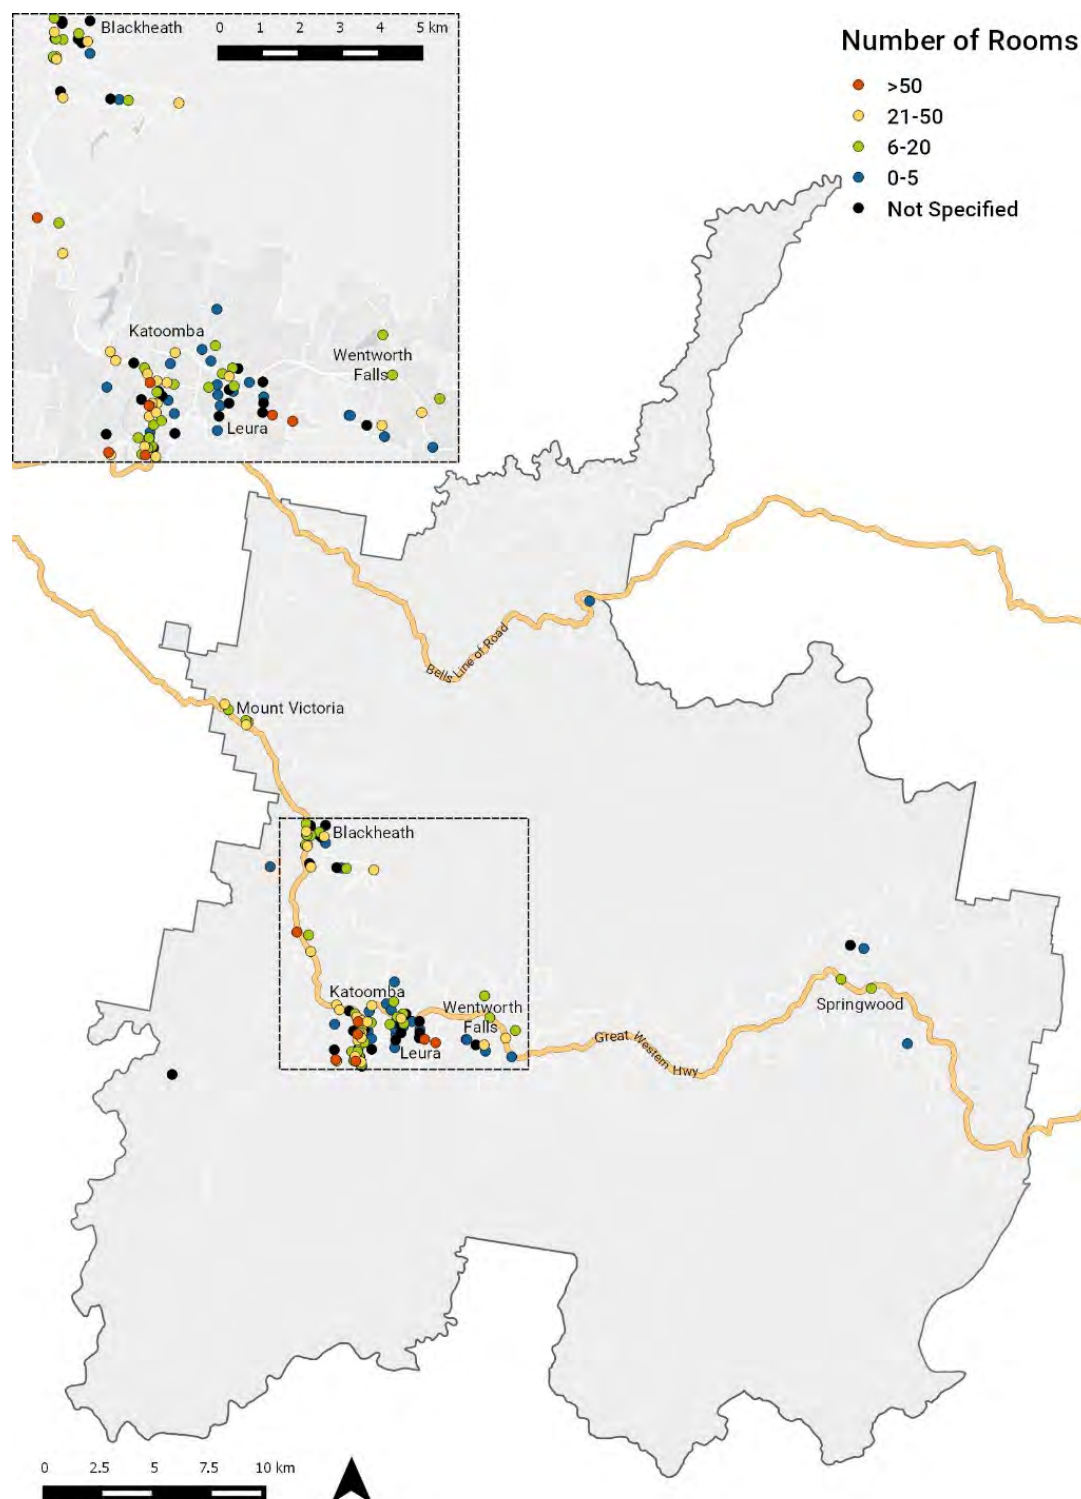 Blackheath
0 1 2 3 4 5 km
Number of Rooms
>50
21-50
6-20
0-5
Not Specified
Katoomba
Wentworth
Falls
Leura
Bells Line of Road
Mount Victoria
Blackheath
Katoomba
Wentworth
Falls
Leura
Springwood
Great Western Hwy
0 2.5 5 7.5 10 km